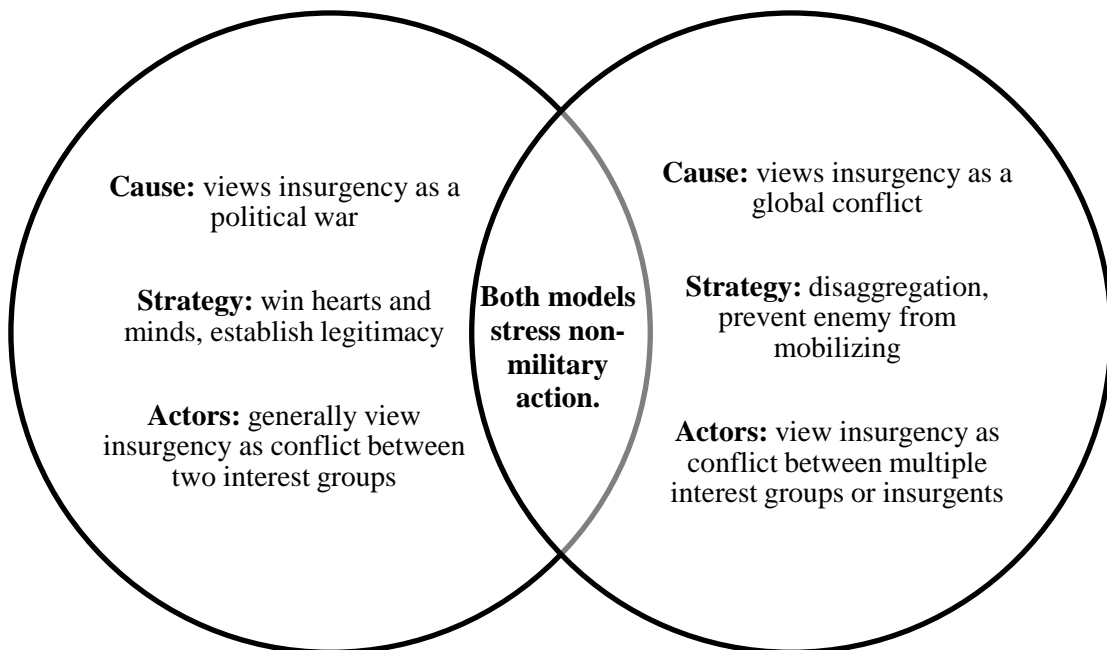 Cause: views insurgency as a
political war
Strategy: win hearts and
minds, establish legitimacy
Actors: generally view
insurgency as conflict between
two interest groups
Both models
stress non-
military
action.
Cause: views insurgency as a
global conflict
Strategy: disaggregation,
prevent enemy from
mobilizing
Actors: view insurgency as
conflict between multiple
interest groups or insurgents